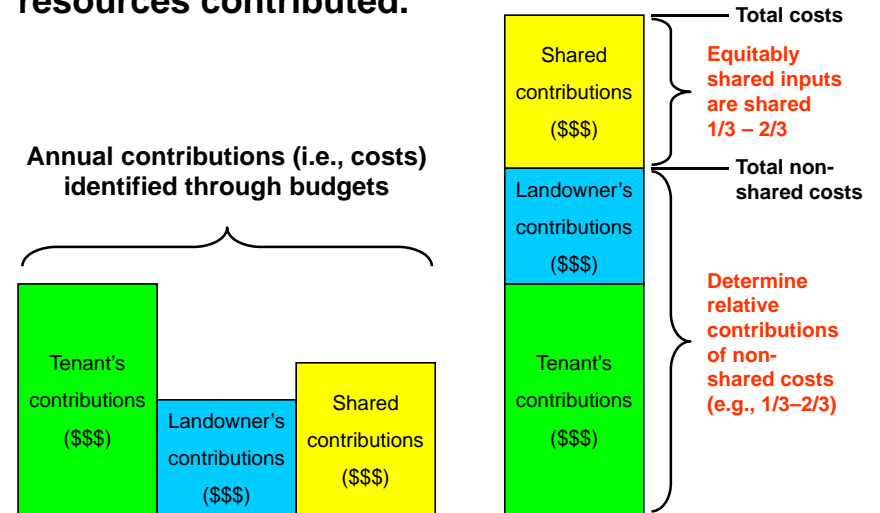 resources contributed.
Annual contributions (i.e., costs)
identified through budgets
Tenant's
contributions
($$$)
Landowner's
contributions
($$$)
Shared
contributions
($$$)
Shared
contributions
($$$)
Landowner's
contributions
($$$)
Tenant's
contributions
($$$)
Total costs
Equitably
shared inputs
are shared
1/3 – 2/3
Total non-
shared costs
Determine
relative
contributions
of non-
shared costs
(e.g., 1/3–2/3)